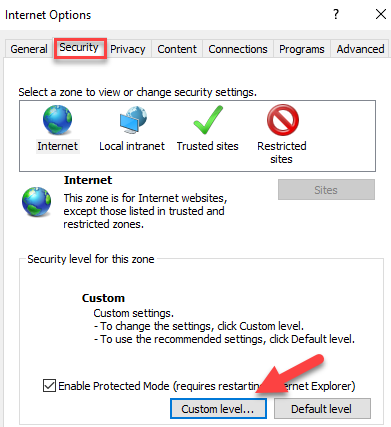 Internet Options
General Security Privacy Content Connections Programs Advanced
Select a zone to view or change security settings.
Internet Local intranet Trusted sites Restricted
sites
Internet
This zone is for Internet websites,
except those listed in trusted and
restricted zones.
Sites
Security level for this zone
Custom
Custom settings.
- To change the settings, click Custom level.
- To use the recommended settings, click Default level.
Enable Protected Mode (requires restarting ernet Explorer)
Custom level... Default level